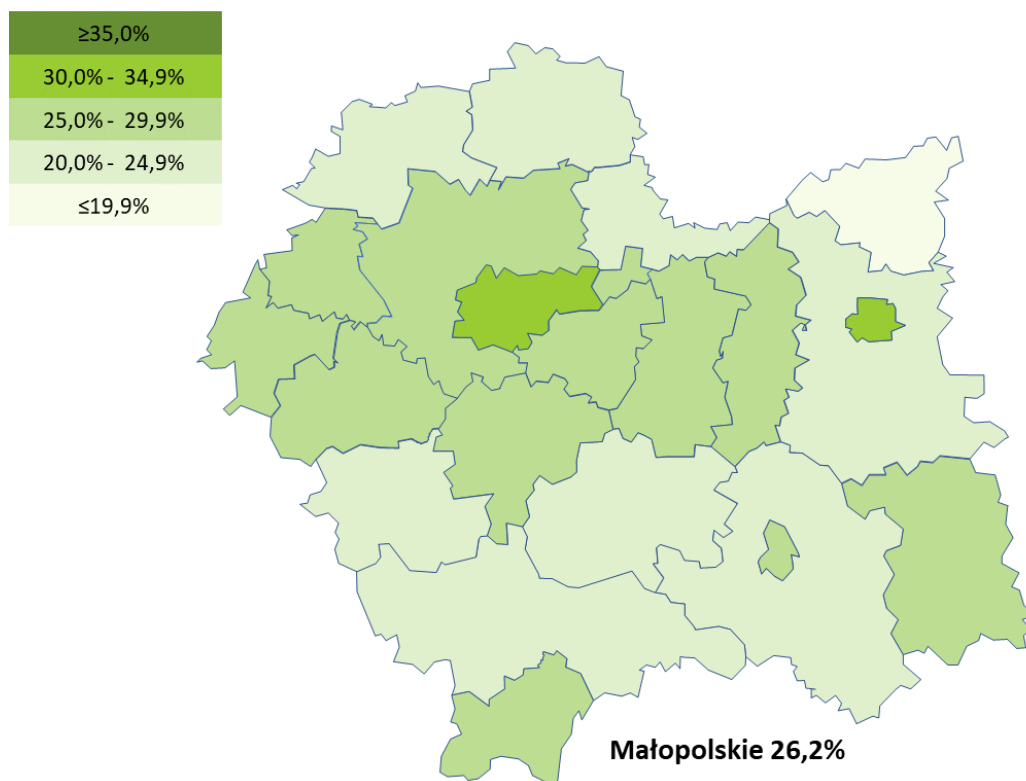 ≥35,0%
30,0% - 34,9%
25,0% - 29,9%
20,0% - 24,9%
≤19,9%
Małopolskie 26,2%